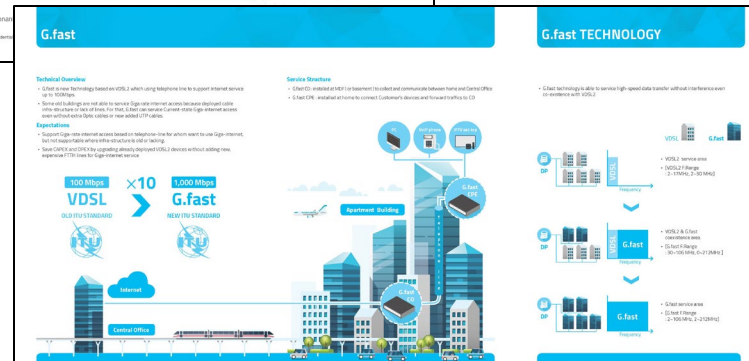 G.fast
Technical Overview
• G.fast is new Technology based on VDSL2 which using telephone line to support Internet service
up to 100Mbps.
• Some old buildings are not able to service Giga-rate internet access because deployed cable
infra-structure or lack of lines. For that, G.fast can service Current-state Giga-internet access
even without extra Optic cables or new added UTP cables.
Expectations
• Support Giga-rate internet access based on telephone-line for whom want to use Giga-internet,
but not supportable where infra-structure is old or lacking.
• Save CAPEX and OPEX by upgrading already deployed VDSL2 devices without adding new,
expensive FTTH lines for Giga-internet service
100 Mbps
×10
1,000 Mbps
VDSL
G.fast
OLD ITU STANDARD
NEW ITU STANDARD
ITU
ITU
Internet
Central Office
Service Structure
• G.fast CO: installed at MDF ( or basement ) to collect and communicate between home and Central Office
• G.fast CPE : installed at home to connect Customer's devices and forward traffics to CO
PC
G.fast
CPE
Apartment Building
G.fast
CO
G.fast TECHNOLOGY
• G.fast technology is able to service high-speed data transfer without interference even
co-existence with VDSL2
VDSL
G.fast
DP
VDSL
Frequency
• VDSL2 service area
• [VDSL2 F.Range
: 2~17MHz, 2~30 MHz]
DP
VDSL
G.fast
Frequency
• VDSL2 & G.fast
coexistence area
• [G.fast F.Range
DP
G.fast
Frequency
• G.fast service area
• [G.fast F.Range
: 2~106 MHz, 2~212MHz]